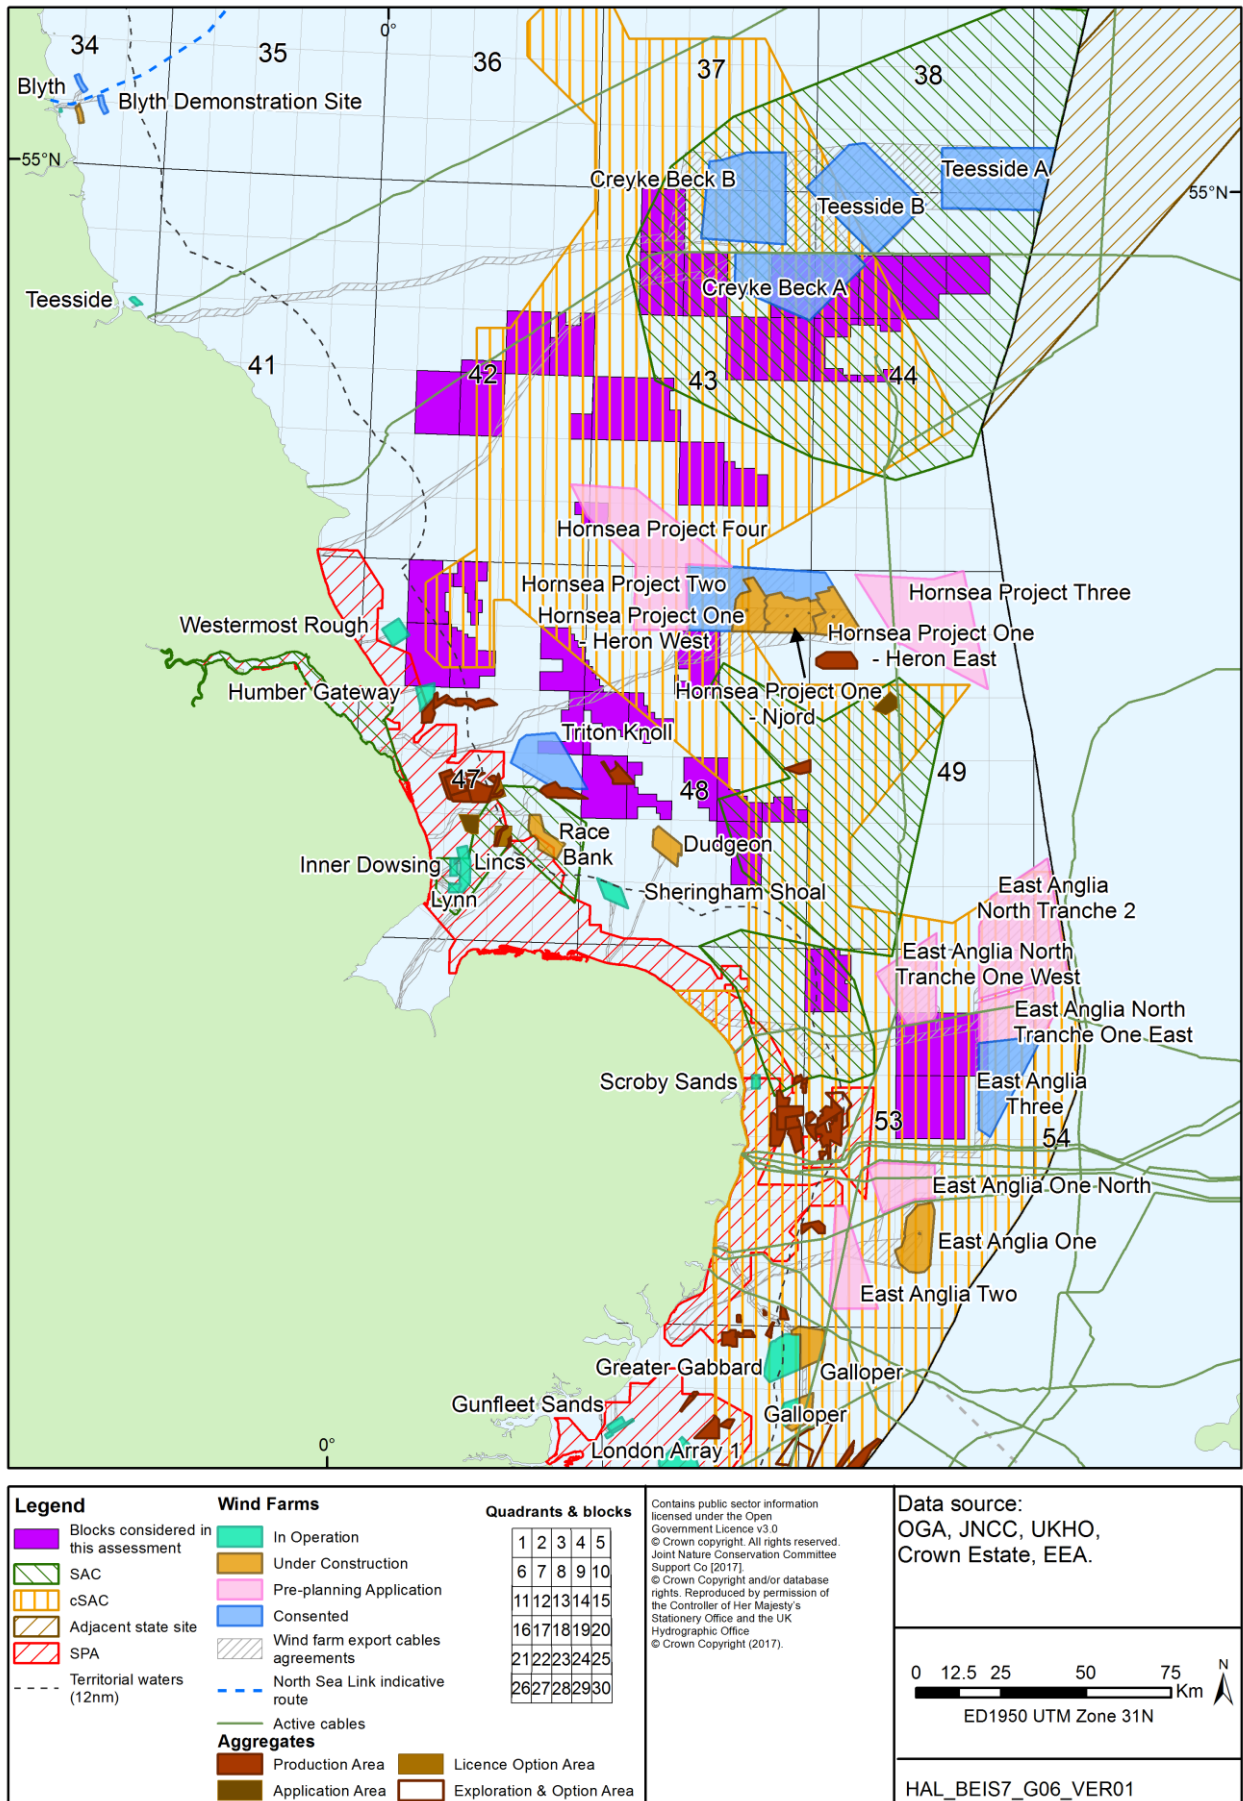 0°
34
35
36
37
38
Blyth
Blyth Demonstration Site
55°N
55°N
Creyke Beck B
Teesside A
Teesside B
Teesside
Creyke Beck A
41
42
43
44
Hornsea Project Four
Hornsea Project Two
Hornsea Project Three
Hornsea Project One
- Heron West
Westermost Rough
Hornsea Project One
- Heron East
Humber Gateway
Hornsea Project One
- Njord
Triton Knoll
47
48
49
Race
Bank
Dudgeon
Inner Dowsing
Lincs
Lynn
Sheringham Shoal
East Anglia
North Tranche 2
East Anglia North
Tranche One West
East Anglia North
Tranche One East
Scroby Sands
East Anglia
Three
53
54
East Anglia One North
East Anglia One
East Anglia Two
Greater Gabbard
Galloper
Gunfleet Sands
Galloper
London Array 1
0°
Legend
Blocks considered in
this assessment
SAC
cSAC
Adjacent state site
SPA
Territorial waters
(12nm)
Wind Farms
In Operation
Under Construction
Pre-planning Application
Consented
Wind farm export cables
agreements
North Sea Link indicative
route
Active cables
Aggregates
Production Area
Licence Option Area
Application Area
Exploration & Option Area
Quadrants & blocks
1 2 3 4 5
6 7 8 9 10
11 12 13 14 15
16 17 18 19 20
21 22 23 24 25
26 27 28 29 30
Contains public sector information
licensed under the Open
Government Licence v3.0
© Crown copyright. All rights reserved.
Joint Nature Conservation Committee
Support Co [2017].
© Crown Copyright and/or database
rights. Reproduced by permission of
the Controller of Her Majesty's
Stationery Office and the UK
Hydrographic Office
© Crown Copyright (2017).
Data source:
OGA, JNCC, UKHO,
Crown Estate, EEA.
0 12.5 25 50 75
Km
N
ED1950 UTM Zone 31N
HAL_BEIS7_G06_VER01